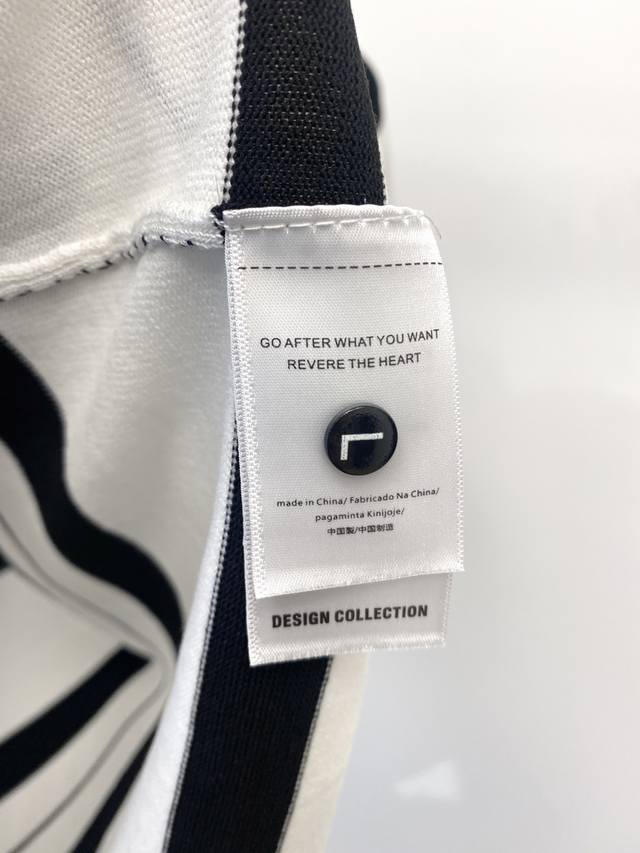 GO AFTER WHAT YOU WANT
REVERE THE HEART
made in China/ Fabricado Na China/
pagaminta Kinijoje/
中国製/中国制造
DESIGN COLLECTION